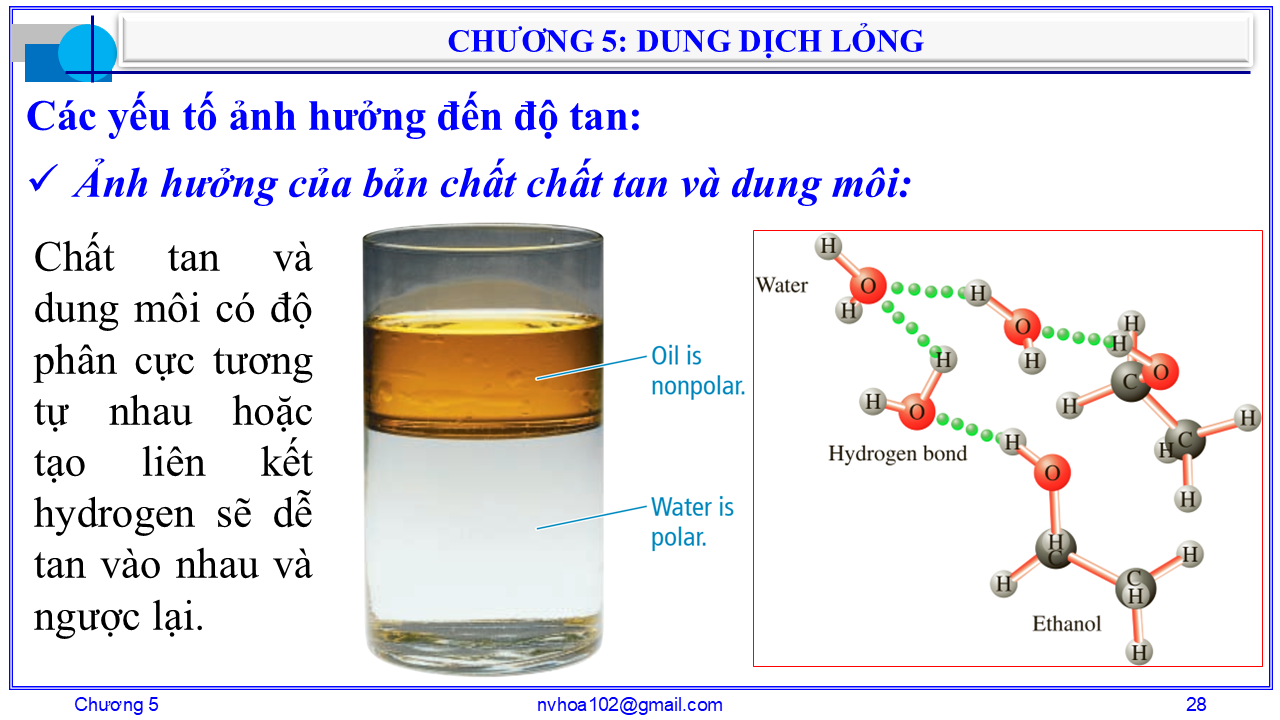 CHƯƠNG 5: DUNG DỊCH LỎNG
Các yếu tố ảnh hưởng đến độ tan:
✓ Ảnh hưởng của bản chất chất tan và dung môi:
Chất tan và
dung môi có độ
phân cực tương
tự nhau hoặc
tạo liên kết
hydrogen sẽ dễ
tan vào nhau và
ngược lại.
Oil is
nonpolar.
Water is
polar.
H
Water
O
H
H
H
O
H
H
H
H
O
C
H
H
O
H
H
C
Hydrogen bond
H
H
O
H
H
C
H
H
C
H
Ethanol
H
Chương 5
nvhoa102@gmail.com
28